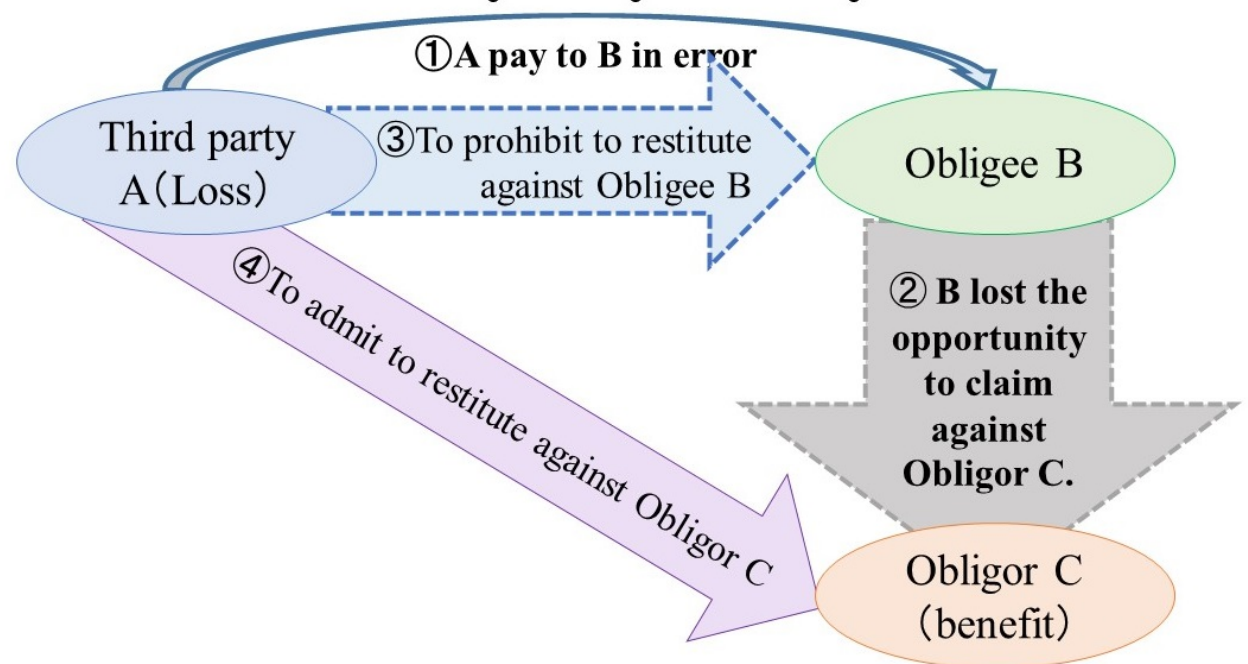 ①A pay to B in error
Third party
A(Loss)
③To prohibit to restitute
against Obligee B
Obligee B
④To admit to restitute against Obligor C
② B lost the
opportunity
to claim
against
Obligor C.
Obligor C
(benefit)